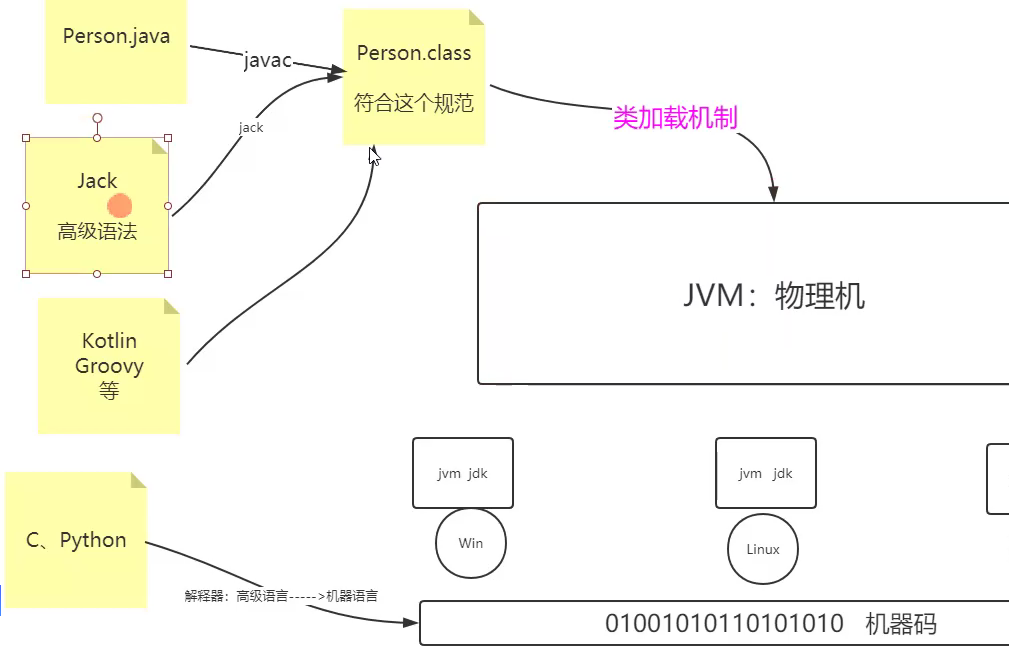 Person.java
javac
Person.class
符合这个规范
类加载机制
jack
Jack
高级语法
JVM：物理机
Kotlin
Groovy
等
jvm jdk
jvm jdk
Win
Linux
C、Python
解释器：高级语言----->机器语言
01001010110101010 机器码